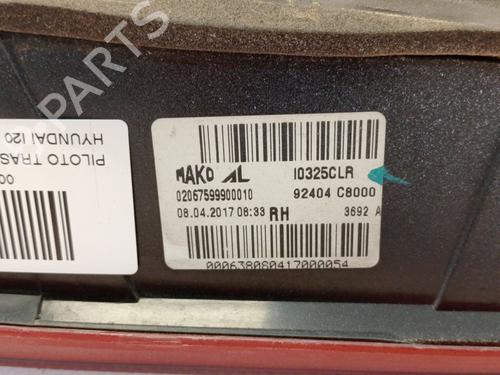 B-PARTS
PILOTO TRAS
HYUNDAI I20
00
MAKO AL I0325CLR
02067599900010 92404 C8000
08.04.2017 08:33 RH 3692 A
00063808041700054